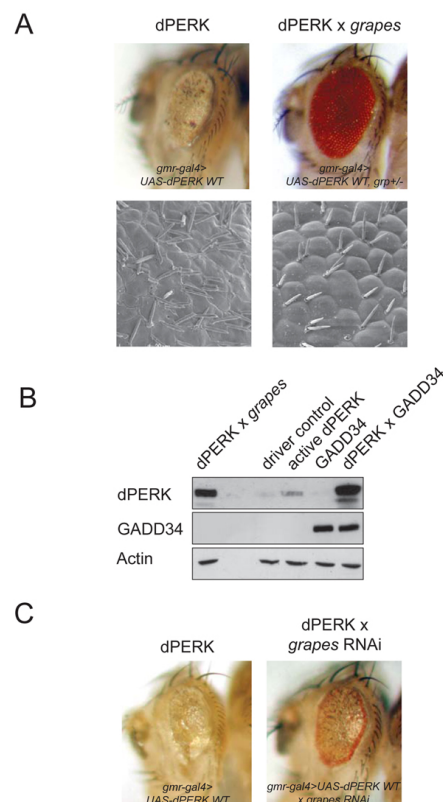 A
dPERK
dPERK x grapes
gmr-gal4>
UAS-dPERK WT
gmr-gal4>
UAS-dPERK WT, grp+/-
B
dPERK x grapes
driver control
active dPERK
GADD34
dPERK x GADD34
dPERK
GADD34
Actin
C
dPERK
dPERK x
grapes RNAi
gmr-gal4>
UAS-dPERK WT
gmr-gal4>UAS-dPERK WT
x grapes RNAi